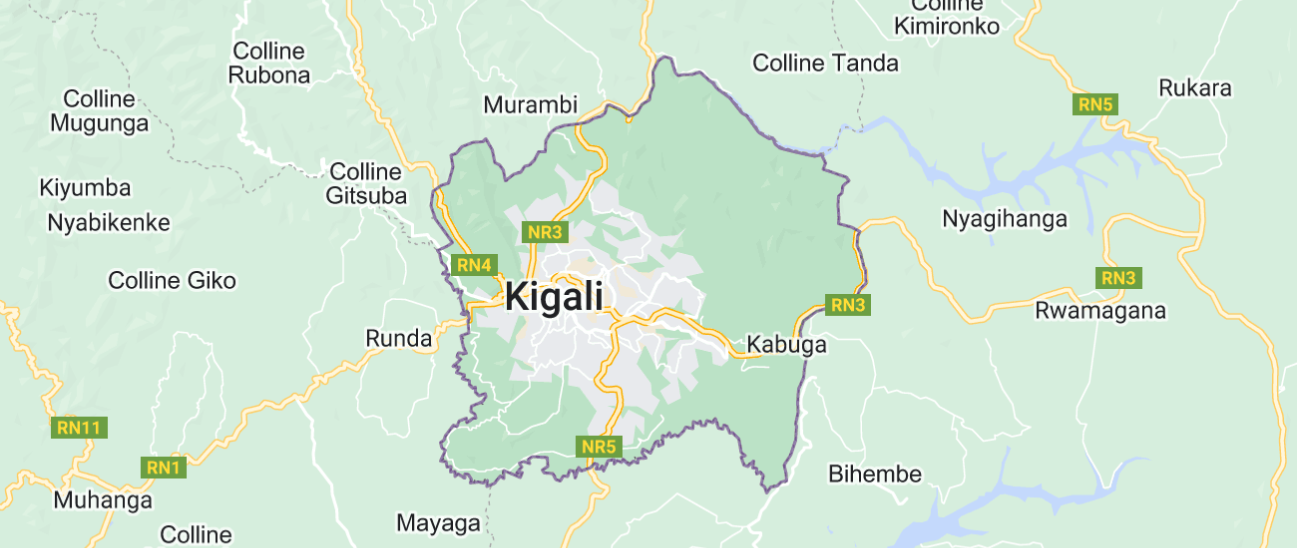 Colline
Kimironko
Colline
Rubona
Colline Tanda
Rukara
Colline
Mugunga
Murambi
RN5
Colline
Gitsuba
Kiyumba
Nyabikenke
Nyagihanga
NR3
RN4
Colline Giko
Kigali
RN3
RN3
Rwamagana
Runda
Kabuga
RN11
NR5
RN1
Bihembe
Muhanga
Mayaga
Colline